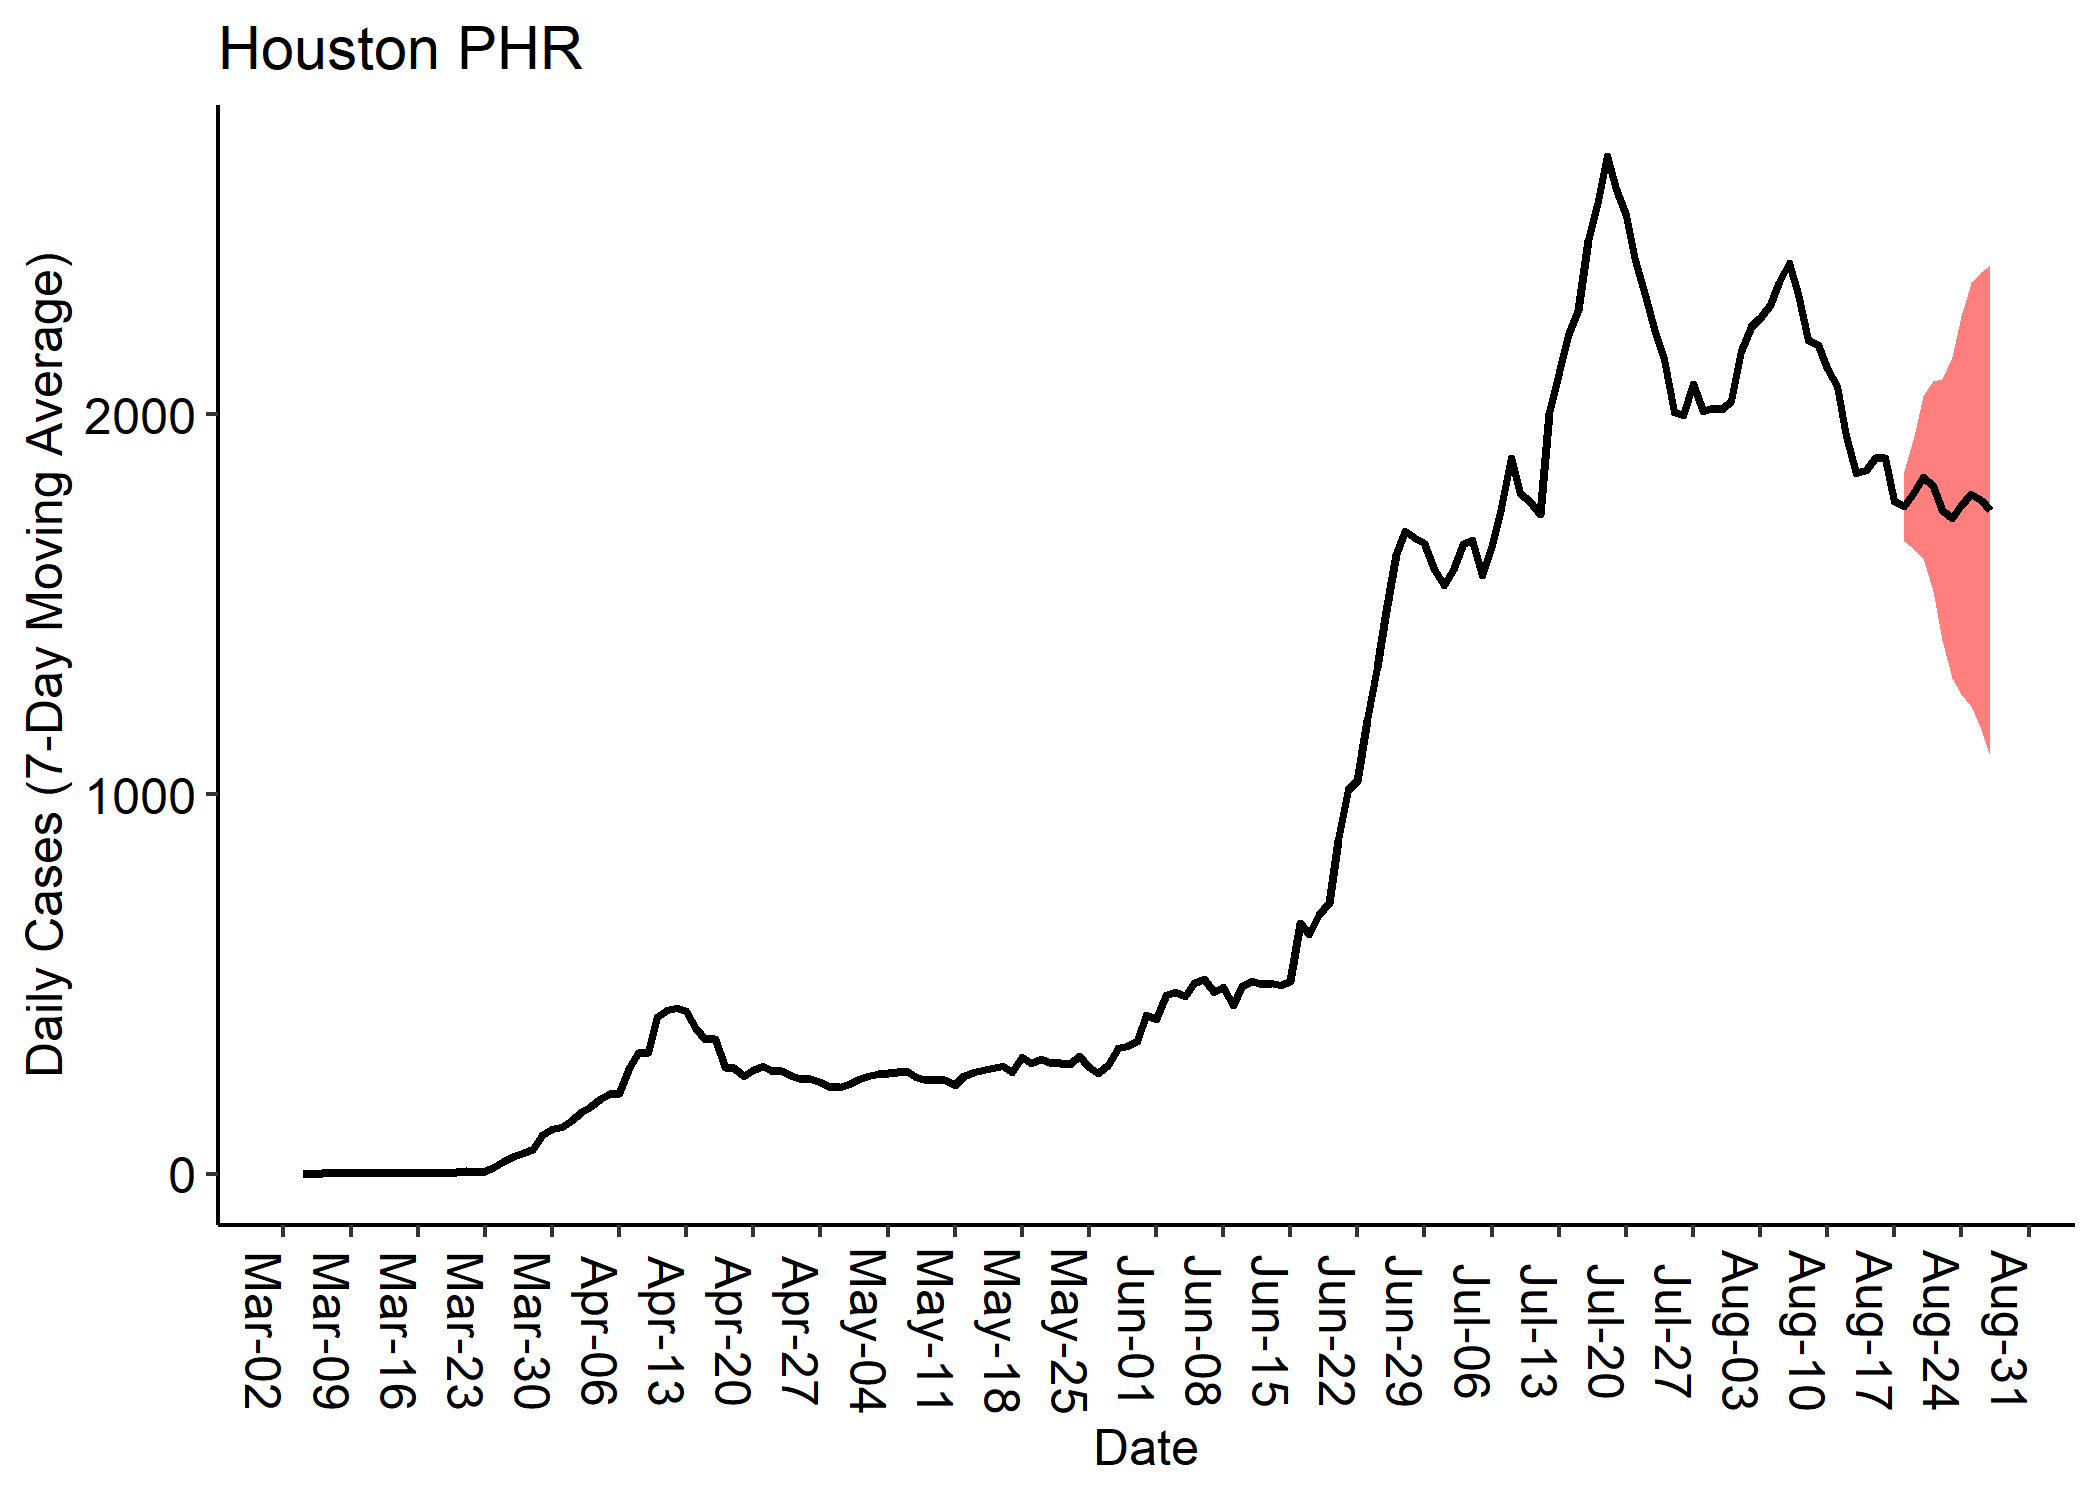 Houston PHR
Daily Cases (7-Day Moving Average)
2000
1000
0
Mar-02
Mar-09
Mar-16
Mar-23
Mar-30
Apr-06
Apr-13
Apr-20
Apr-27
May-04
May-11
May-18
May-25
Jun-01
Jun-08
Jun-15
Jun-22
Jun-29
Jul-06
Jul-13
Jul-20
Jul-27
Aug-03
Aug-10
Aug-17
Aug-24
Aug-31
Date